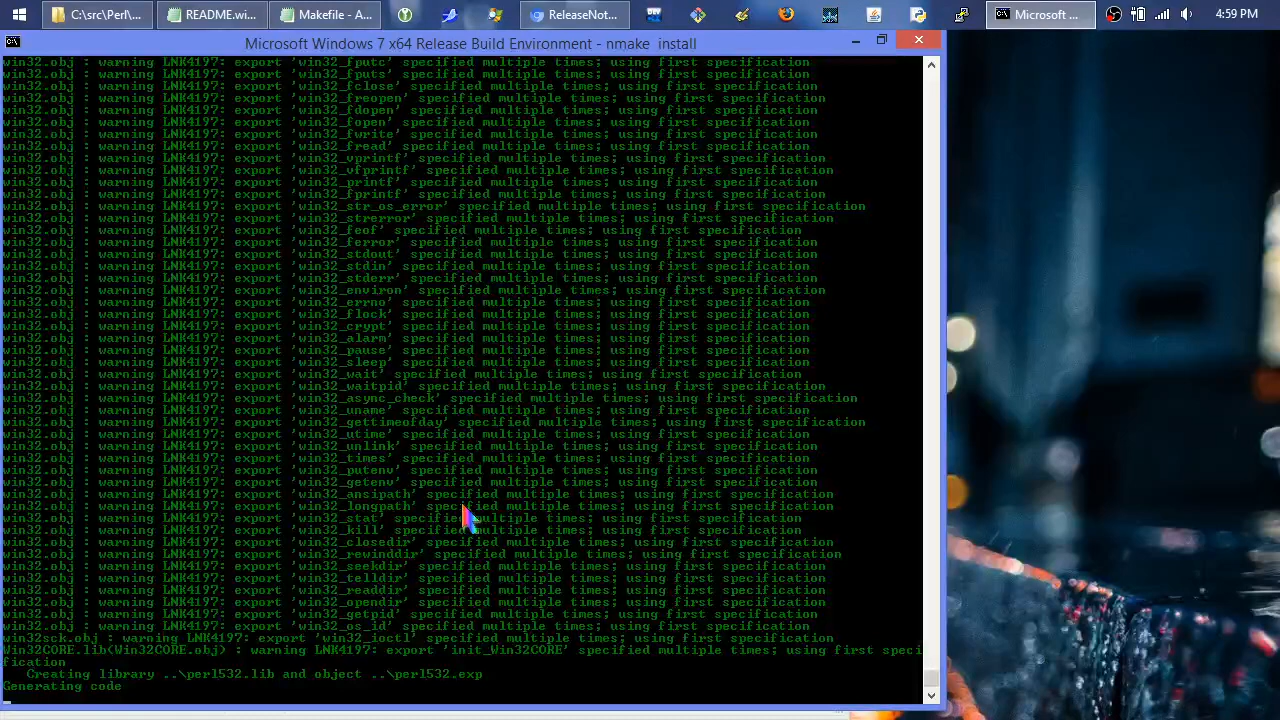 C:\src\Perl\...
README.wi...
Makefile - A...
ReleaseNot...
Microsoft ...
4:59 PM
Microsoft Windows 7 x64 Release Build Environment - nmake  install
win32.obj : warning LNK4197: export 'win32_fputc' specified multiple times; using first specification
win32.obj : warning LNK4197: export 'win32_fputs' specified multiple times; using first specification
win32.obj : warning LNK4197: export 'win32_fclose' specified multiple times; using first specification
win32.obj : warning LNK4197: export 'win32_freopen' specified multiple times; using first specification
win32.obj : warning LNK4197: export 'win32_fdopen' specified multiple times; using first specification
win32.obj : warning LNK4197: export 'win32_fopen' specified multiple times; using first specification
win32.obj : warning LNK4197: export 'win32_fwrite' specified multiple times; using first specification
win32.obj : warning LNK4197: export 'win32_fread' specified multiple times; using first specification
win32.obj : warning LNK4197: export 'win32_vprintf' specified multiple times; using first specification
win32.obj : warning LNK4197: export 'win32_vfprintf' specified multiple times; using first specification
win32.obj : warning LNK4197: export 'win32_printf' specified multiple times; using first specification
win32.obj : warning LNK4197: export 'win32_fprintf' specified multiple times; using first specification
win32.obj : warning LNK4197: export 'win32_str_os_error' specified multiple times; using first specification
win32.obj : warning LNK4197: export 'win32_strerror' specified multiple times; using first specification
win32.obj : warning LNK4197: export 'win32_feof' specified multiple times; using first specification
win32.obj : warning LNK4197: export 'win32_ferror' specified multiple times; using first specification
win32.obj : warning LNK4197: export 'win32_stdout' specified multiple times; using first specification
win32.obj : warning LNK4197: export 'win32_stdin' specified multiple times; using first specification
win32.obj : warning LNK4197: export 'win32_stderr' specified multiple times; using first specification
win32.obj : warning LNK4197: export 'win32_environ' specified multiple times; using first specification
win32.obj : warning LNK4197: export 'win32_errno' specified multiple times; using first specification
win32.obj : warning LNK4197: export 'win32_flock' specified multiple times; using first specification
win32.obj : warning LNK4197: export 'win32_crypt' specified multiple times; using first specification
win32.obj : warning LNK4197: export 'win32_alarm' specified multiple times; using first specification
win32.obj : warning LNK4197: export 'win32_pause' specified multiple times; using first specification
win32.obj : warning LNK4197: export 'win32_sleep' specified multiple times; using first specification
win32.obj : warning LNK4197: export 'win32_wait' specified multiple times; using first specification
win32.obj : warning LNK4197: export 'win32_waitpid' specified multiple times; using first specification
win32.obj : warning LNK4197: export 'win32_async_check' specified multiple times; using first specification
win32.obj : warning LNK4197: export 'win32_uname' specified multiple times; using first specification
win32.obj : warning LNK4197: export 'win32_gettimeofday' specified multiple times; using first specification
win32.obj : warning LNK4197: export 'win32_utime' specified multiple times; using first specification
win32.obj : warning LNK4197: export 'win32_unlink' specified multiple times; using first specification
win32.obj : warning LNK4197: export 'win32_times' specified multiple times; using first specification
win32.obj : warning LNK4197: export 'win32_putenv' specified multiple times; using first specification
win32.obj : warning LNK4197: export 'win32_getenv' specified multiple times; using first specification
win32.obj : warning LNK4197: export 'win32_ansipath' specified multiple times; using first specification
win32.obj : warning LNK4197: export 'win32_longpath' specified multiple times; using first specification
win32.obj : warning LNK4197: export 'win32_stat' specified multiple times; using first specification
win32.obj : warning LNK4197: export 'win32_kill' specified multiple times; using first specification
win32.obj : warning LNK4197: export 'win32_closedir' specified multiple times; using first specification
win32.obj : warning LNK4197: export 'win32_rewinddir' specified multiple times; using first specification
win32.obj : warning LNK4197: export 'win32_seekdir' specified multiple times; using first specification
win32.obj : warning LNK4197: export 'win32_telldir' specified multiple times; using first specification
win32.obj : warning LNK4197: export 'win32_readdir' specified multiple times; using first specification
win32.obj : warning LNK4197: export 'win32_opendir' specified multiple times; using first specification
win32.obj : warning LNK4197: export 'win32_getpid' specified multiple times; using first specification
win32.obj : warning LNK4197: export 'win32_os_id' specified multiple times; using first specification
win32sck.obj : warning LNK4197: export 'win32_ioctl' specified multiple times; using first specification
Win32CORE.lib(Win32CORE.obj) : warning LNK4197: export 'init_Win32CORE' specified multiple times; using first speci
fication
   Creating library ..\perl532.lib and object ..\perl532.exp
Generating code